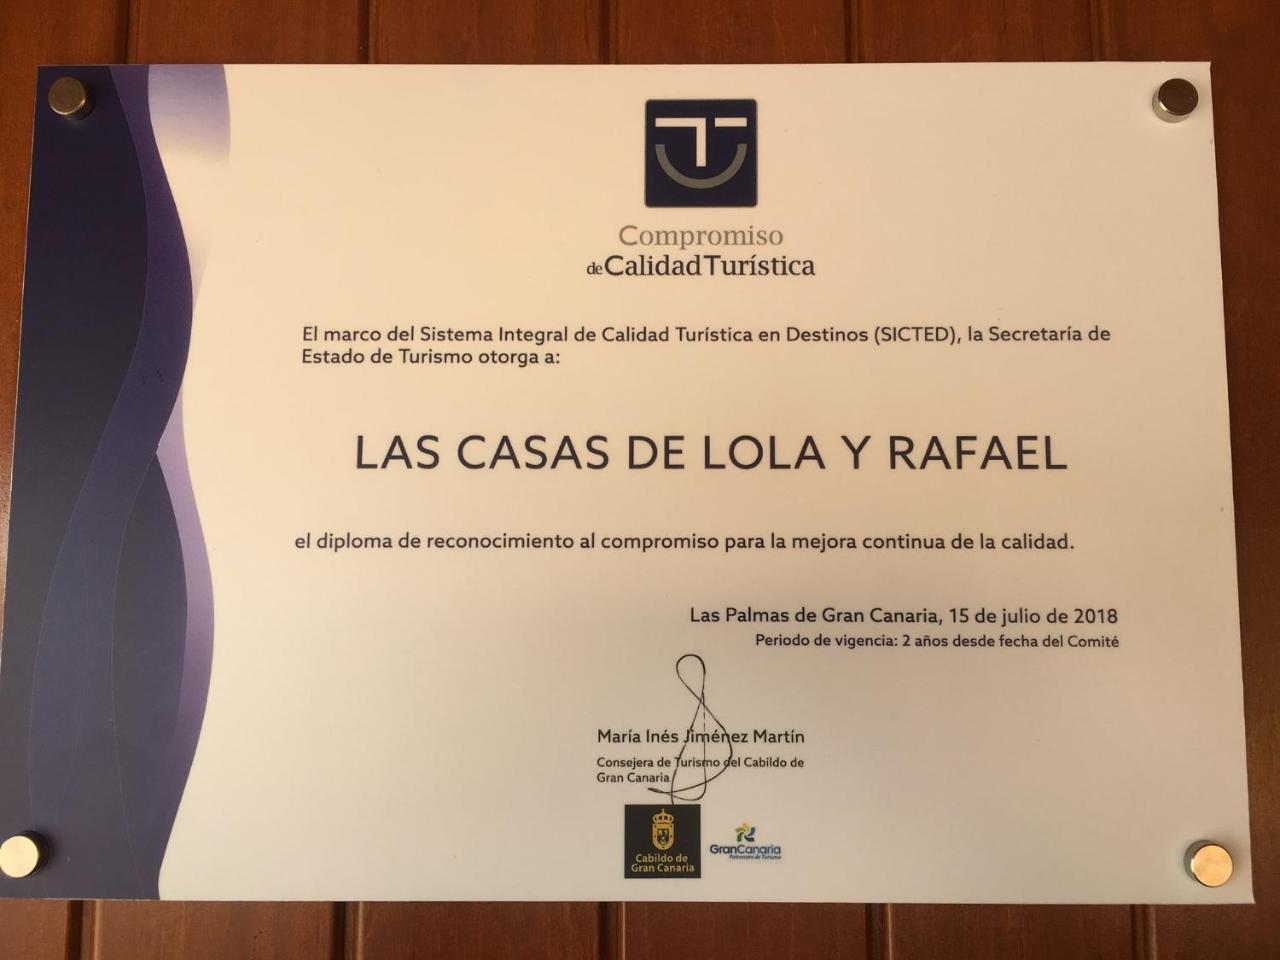 Compromiso
de Calidad Turística
El marco del Sistema Integral de Calidad Turística en Destinos (SICTED), la Secretaría de
Estado de Turismo otorga a:
LAS CASAS DE LOLA Y RAFAEL
el diploma de reconocimiento al compromiso para la mejora continua de la calidad.
Las Palmas de Gran Canaria, 15 de julio de 2018
Periodo de vigencia: 2 años desde fecha del Comité
María Inés Jiménez Martín
Consejera de Turismo del Cabildo de
Gran Canaria
Cabildo de
Gran Canaria
GranCanaria
Patronato de Turismo